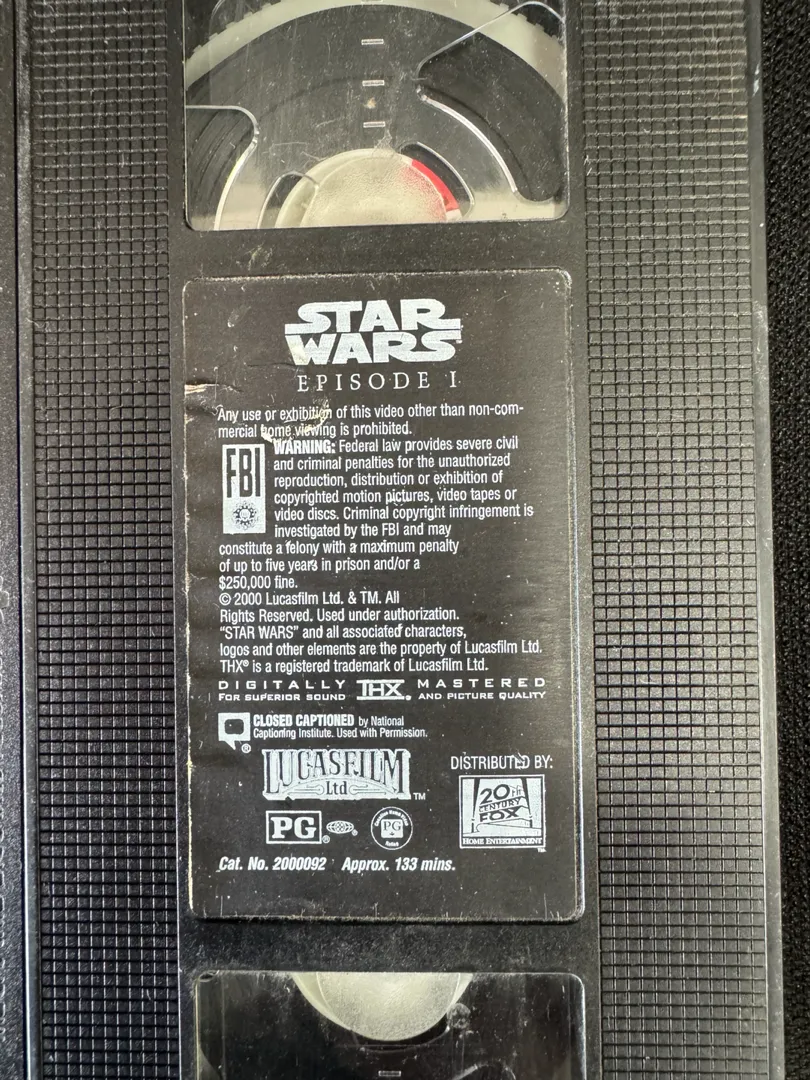 STAR
WARS
EPISODE I
Any use or exhibition of this video other than non-com-
mercial home viewing is prohibited.
FBI
WARNING: Federal law provides severe civil
and criminal penalties for the unauthorized
reproduction, distribution or exhibition of
copyrighted motion pictures, video tapes or
video discs. Criminal copyright infringement is
investigated by the FBI and may
constitute a felony with a maximum penalty
of up to five years in prison and/or a
$250,000 fine.
© 2000 Lucasfilm Ltd. & TM. All
Rights Reserved. Used under authorization.
"STAR WARS" and all associated characters,
logos and other elements are the property of Lucasfilm Ltd.
THX® is a registered trademark of Lucasfilm Ltd.
DIGITALLY THX® MASTERED
FOR SUPERIOR SOUND AND PICTURE QUALITY
CLOSED CAPTIONED by National
Captioning Institute. Used with Permission.
®
LUCASFILM
Ltd ™
DISTRIBUTED BY:
20TH
CENTURY
FOX
HOME ENTERTAINMENT
™
PG ® ® PG
Cat. No. 2000092 Approx. 133 mins.